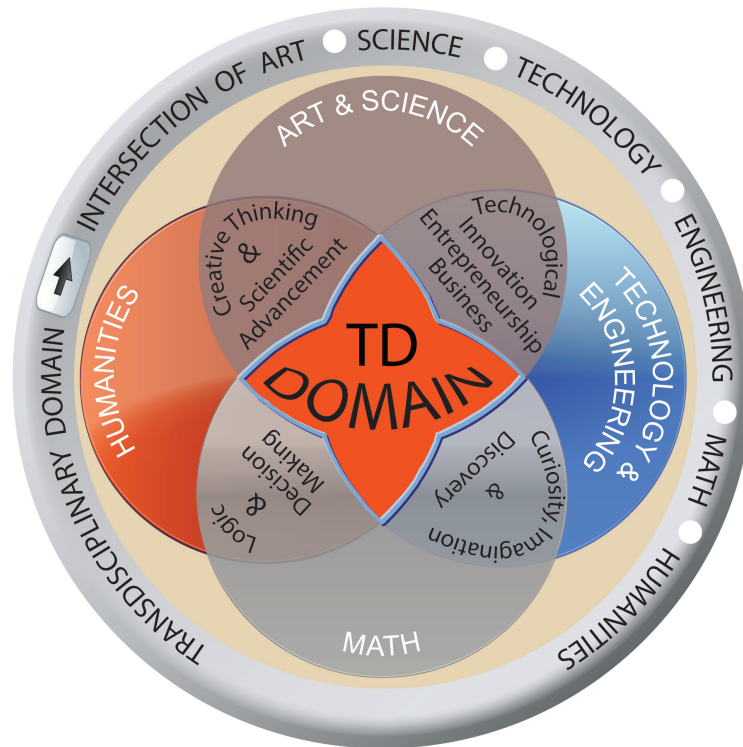 TRANSDISCIPLINARY DOMAIN
INTERSECTION OF ART
SCIENCE
TECHNOLOGY
ENGINEERING
MATH
HUMANITIES
ART & SCIENCE
Creative Thinking
&
Scientific
Advancement
Technological
Innovation
Entrepreneurship
Business
HUMANITIES
TD
DOMAIN
TECHNOLOGY &
ENGINEERING
Logic
&
Decision
Making
Curiosity, Imagination
&
Discovery
MATH